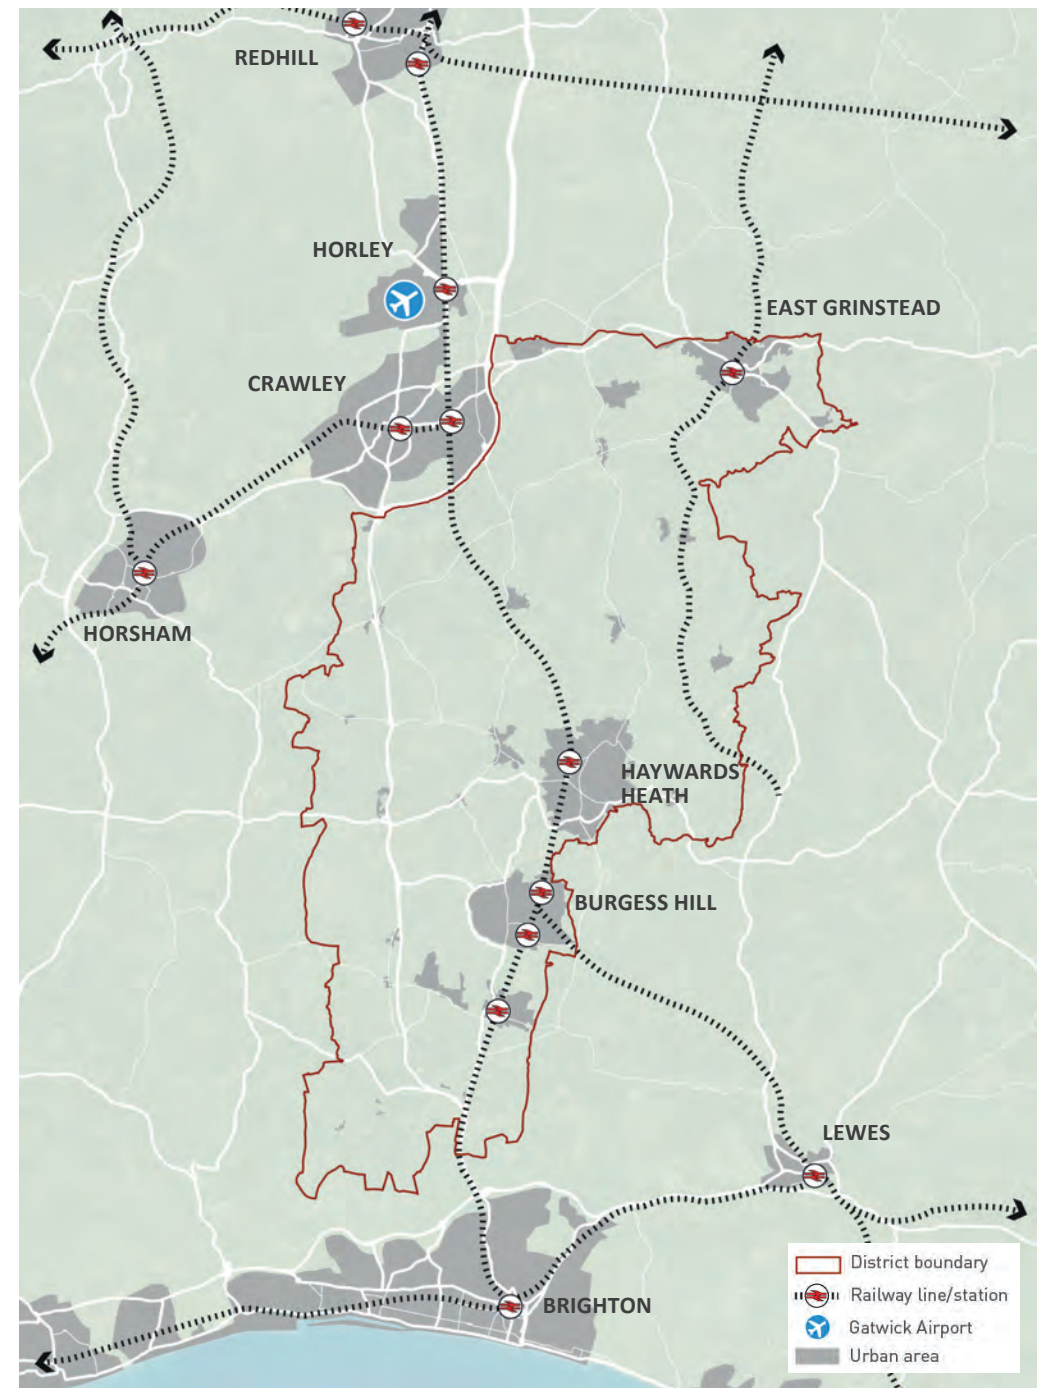 REDHILL
HORLEY
EAST GRINSTEAD
CRAWLEY
HORSHAM
HAYWARDS
HEATH
BURGESS HILL
LEWES
BRIGHTON
District boundary
Railway line/station
Gatwick Airport
Urban area